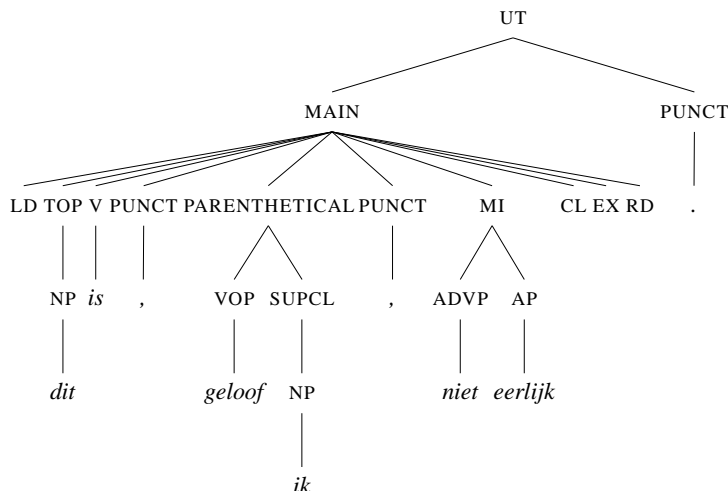 UT
MAIN PUNCT
LD TOP V PUNCT PARENTHETICAL PUNCT MI CL EX RD .
NP is , VOP SUPCL , ADVP AP
dit geloof NP niet eerlijk
ik